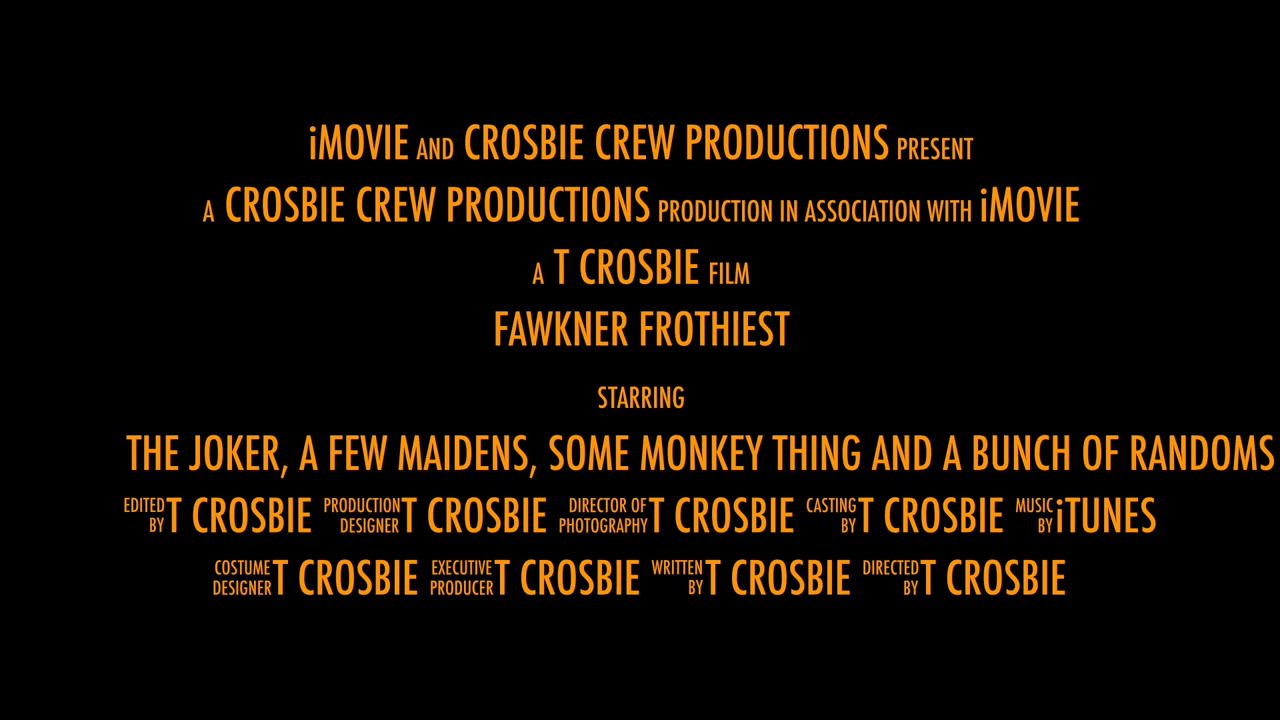 iMOVIE AND CROSBIE CREW PRODUCTIONS PRESENT
A CROSBIE CREW PRODUCTIONS PRODUCTION IN ASSOCIATION WITH iMOVIE
A T CROSBIE FILM
FAWKNER FROTHIEST
STARRING
THE JOKER, A FEW MAIDENS, SOME MONKEY THING AND A BUNCH OF RANDOMS
EDITED BY T CROSBIE PRODUCTION DESIGNER T CROSBIE DIRECTOR OF PHOTOGRAPHY T CROSBIE CASTING BY T CROSBIE MUSIC BY iTUNES
COSTUME DESIGNER T CROSBIE EXECUTIVE PRODUCER T CROSBIE WRITTEN BY T CROSBIE DIRECTED BY T CROSBIE